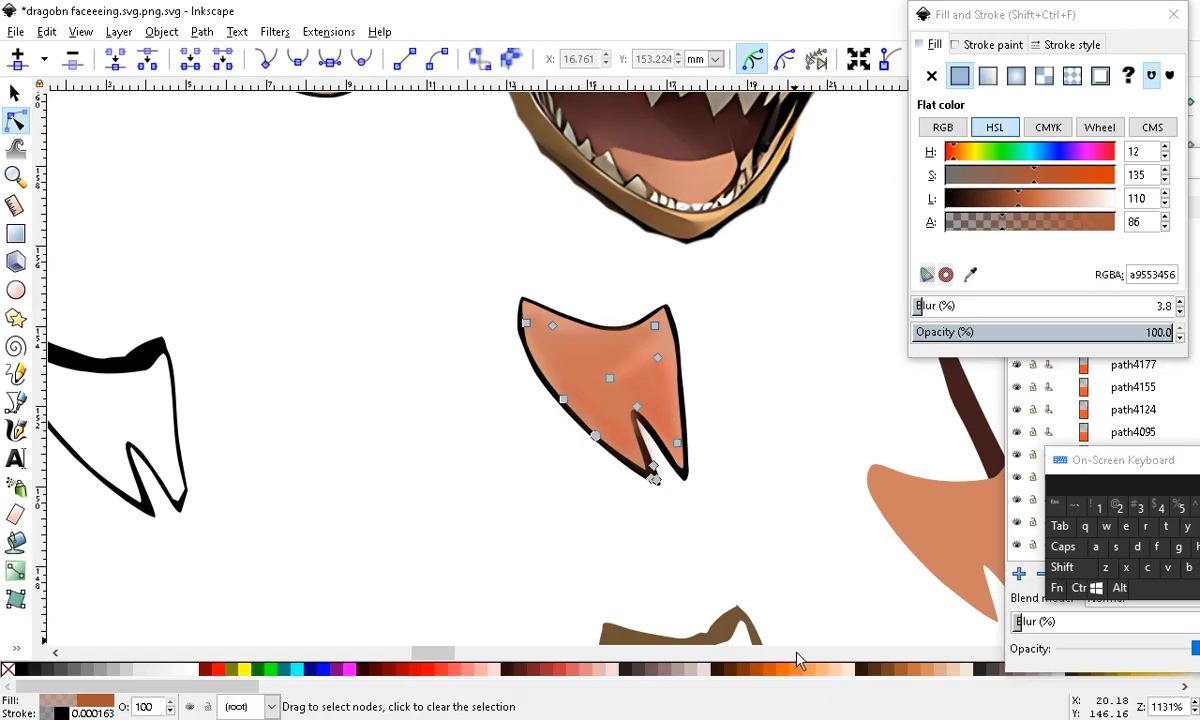 *dragobn faceeeing.svg.png.svg - Inkscape
File Edit View Layer Object Path Text Filters Extensions Help
X: 16.761 Y: 153.224 mm
Fill and Stroke (Shift+Ctrl+F)
Fill Stroke paint Stroke style
Flat color
RGB HSL CMYK Wheel CMS
H: 12
S: 135
L: 110
A: 86
RGBA: a9553456
Blur (%) 3.8
Opacity (%) 100.0
path4177
path4155
path4124
path4095
On-Screen Keyboard
Tab q w e r t y
Caps a s d f g h
Shift z x c v b
Fn Ctr Alt
Blur (%)
Opacity:
Fill:
Stroke: 0.000163
O: 100
(root)
Drag to select nodes, click to clear the selection
X: 20.18
Y: 146.16
Z: 1131%